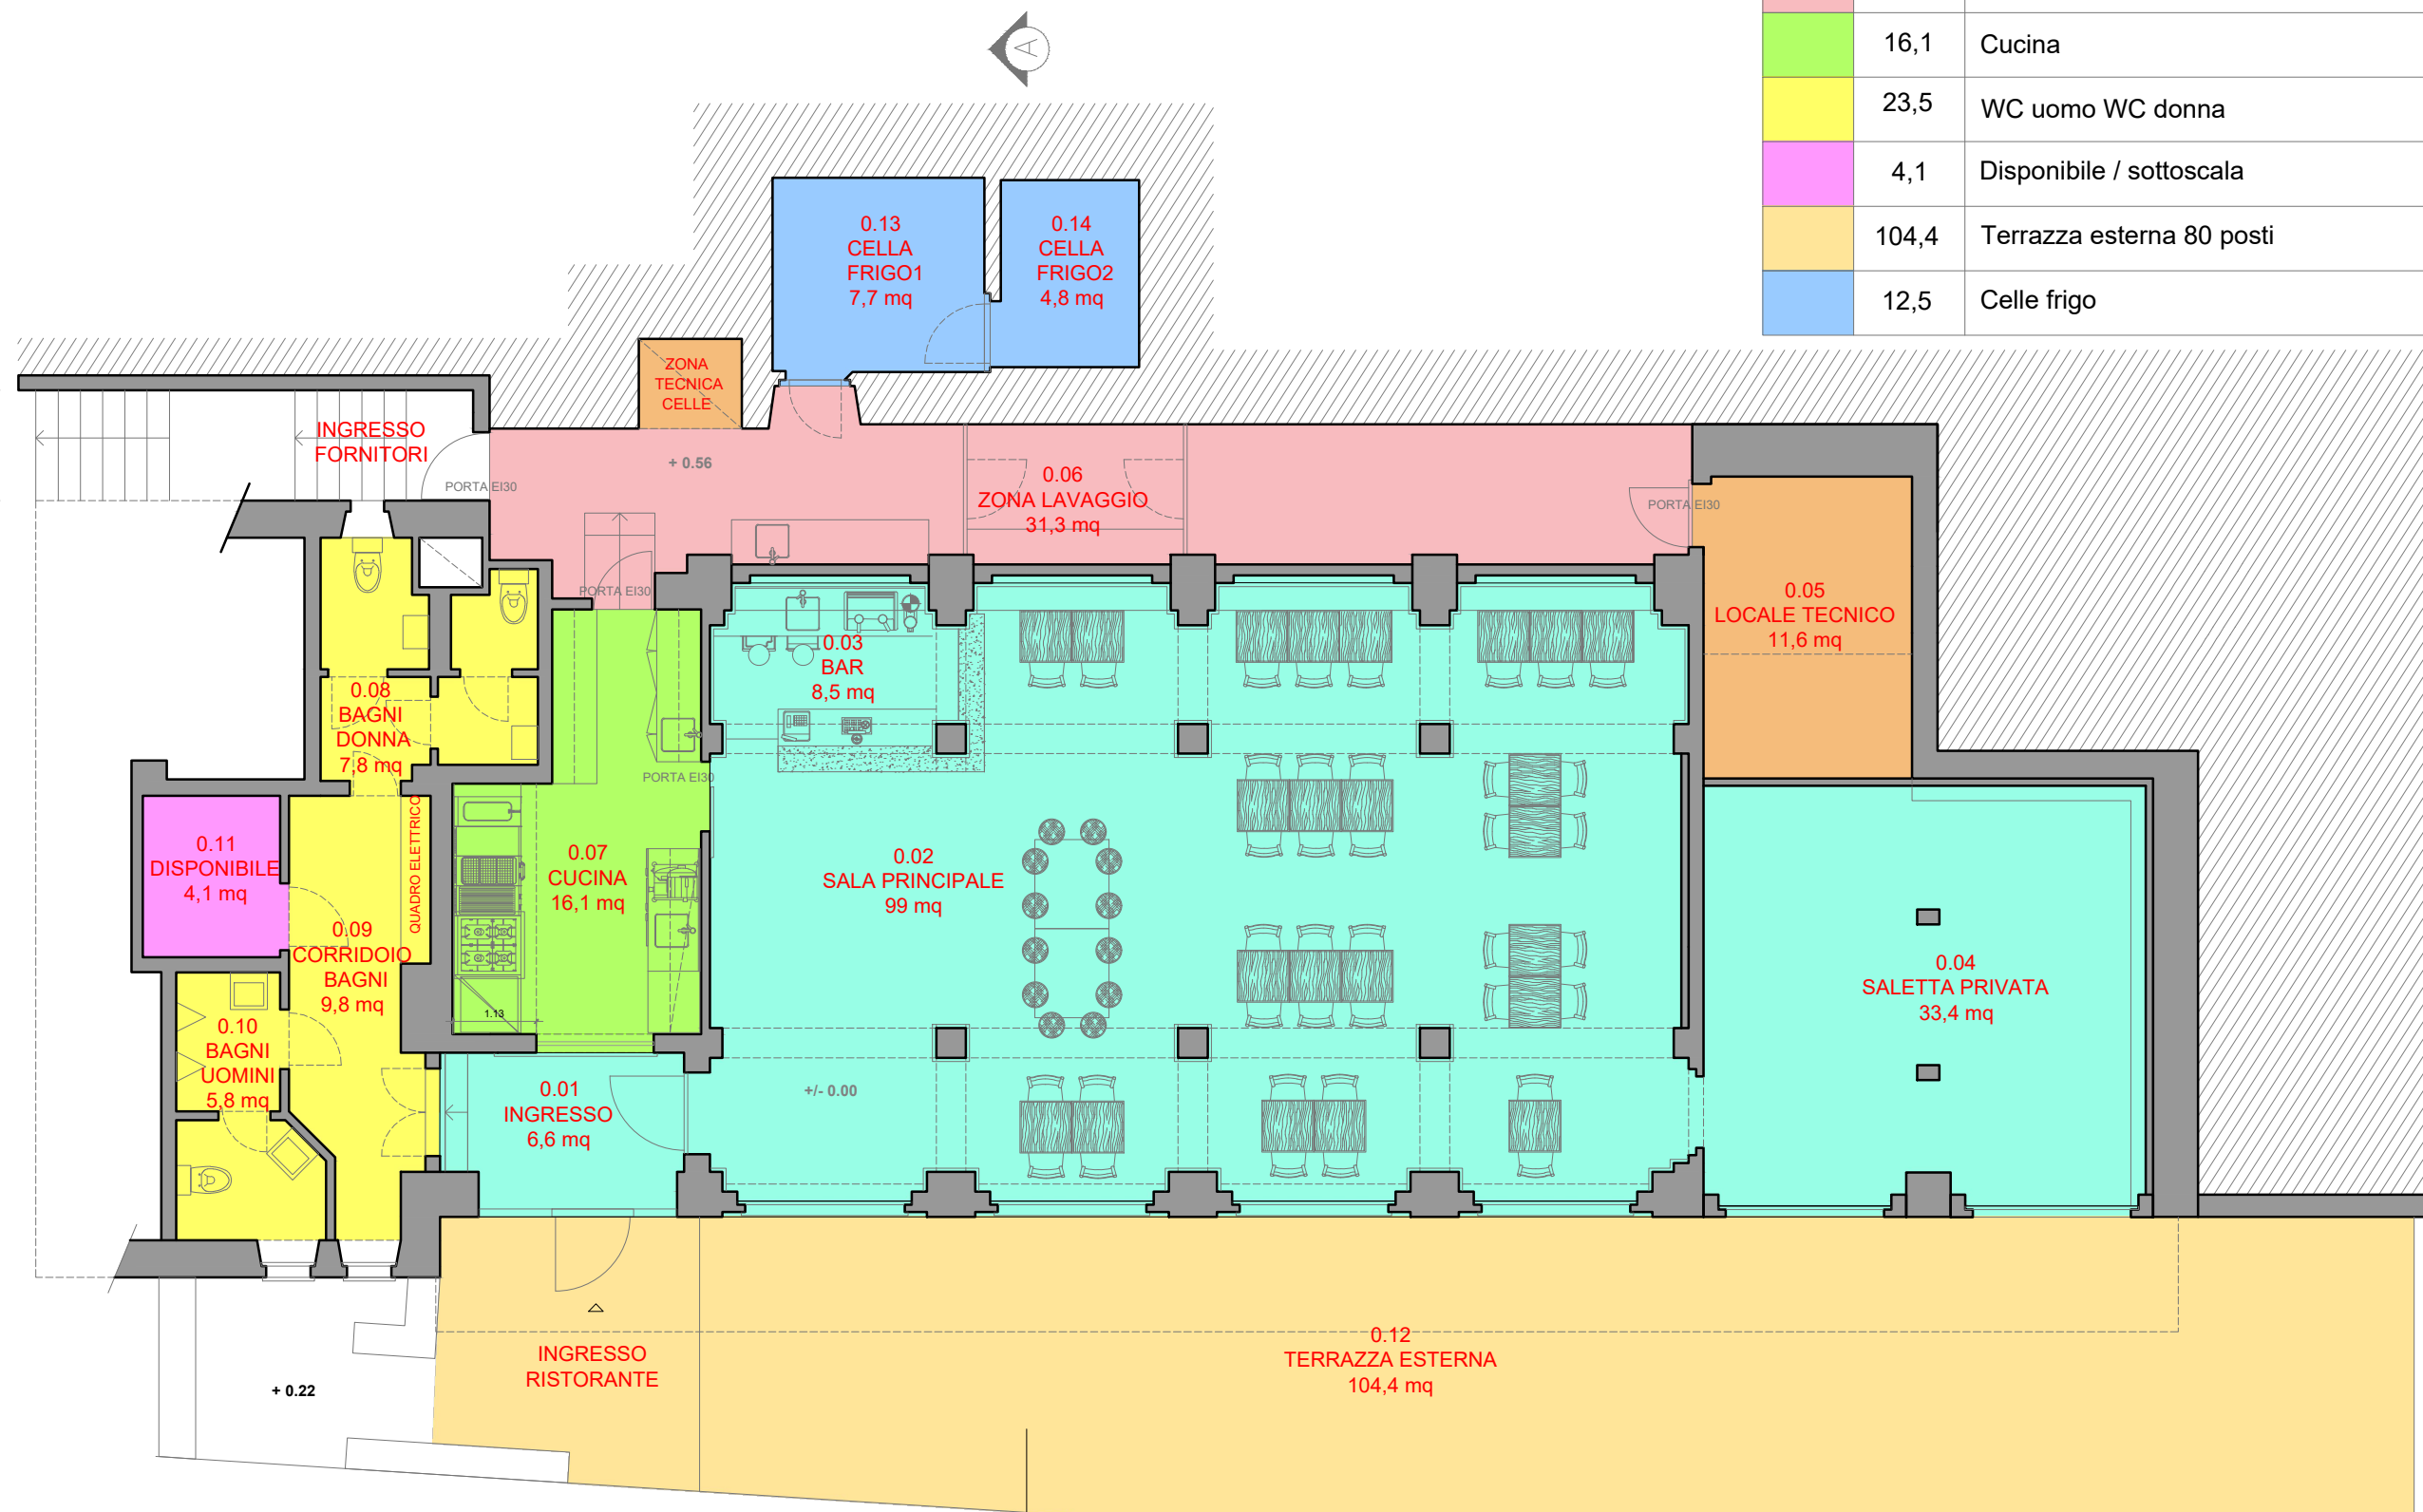 A
16,1 Cucina
23,5 WC uomo WC donna
4,1 Disponibile / sottoscala
104,4 Terrazza esterna 80 posti
12,5 Celle frigo
0.13
CELLA
FRIGO1
7,7 mq
0.14
CELLA
FRIGO2
4,8 mq
ZONA
TECNICA
CELLE
INGRESSO
FORNITORI
PORTA EI30
+ 0.56
0.06
ZONA LAVAGGIO
31,3 mq
PORTA EI30
PORTA EI30
0.05
LOCALE TECNICO
11,6 mq
0.03
BAR
8,5 mq
0.08
BAGNI
DONNA
7,8 mq
PORTA EI30
QUADRO ELETTRICO
0.11
DISPONIBILE
4,1 mq
0.07
CUCINA
16,1 mq
0.02
SALA PRINCIPALE
99 mq
0.09
CORRIDOIO
BAGNI
9,8 mq
0.04
SALETTA PRIVATA
33,4 mq
1.13
0.10
BAGNI
UOMINI
5,8 mq
0.01
INGRESSO
6,6 mq
+/- 0.00
INGRESSO
RISTORANTE
0.12
TERRAZZA ESTERNA
104,4 mq
+ 0.22